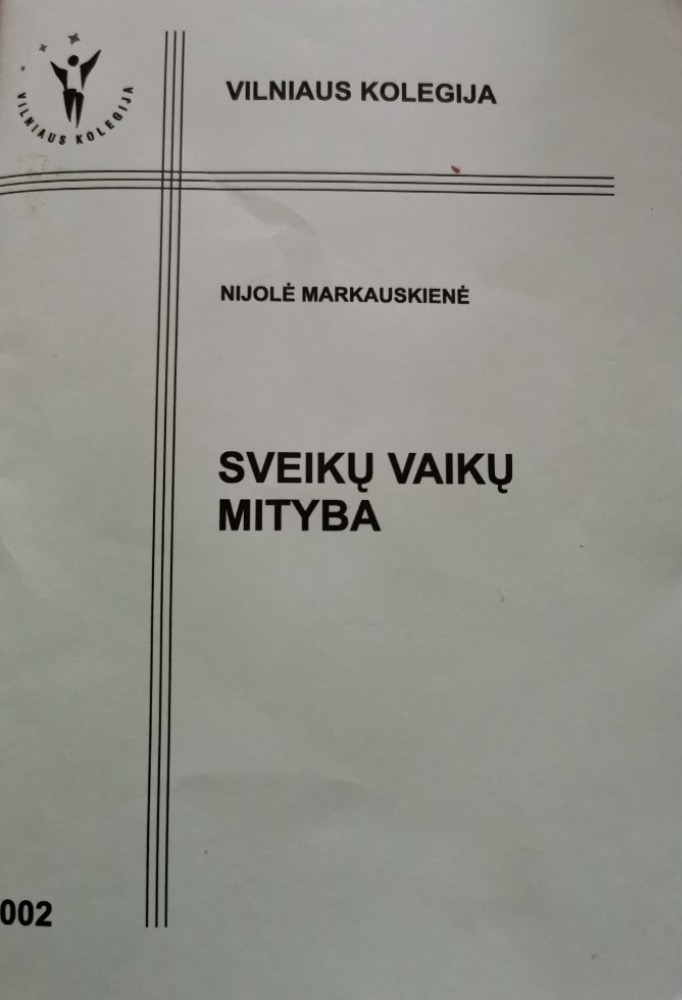 VILNIAUS KOLEGIJA
VILNIAUS KOLEGIJA
NIJOLĖ MARKAUSKIENĖ
SVEIKŲ VAIKŲ
MITYBA
002